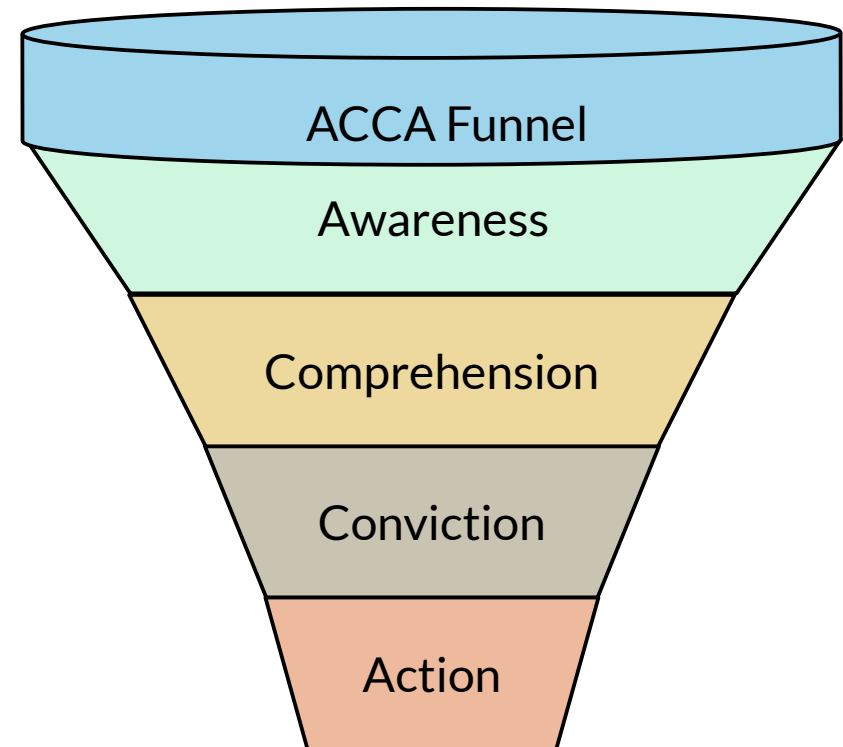 ACCA Funnel
Awareness
Comprehension
Conviction
Action